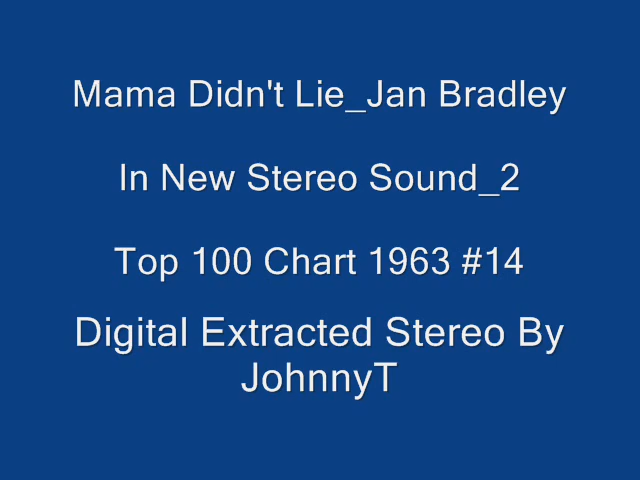 Mama Didn't Lie_Jan Bradley
In New Stereo Sound_2
Top 100 Chart 1963 #14
Digital Extracted Stereo By
JohnnyT